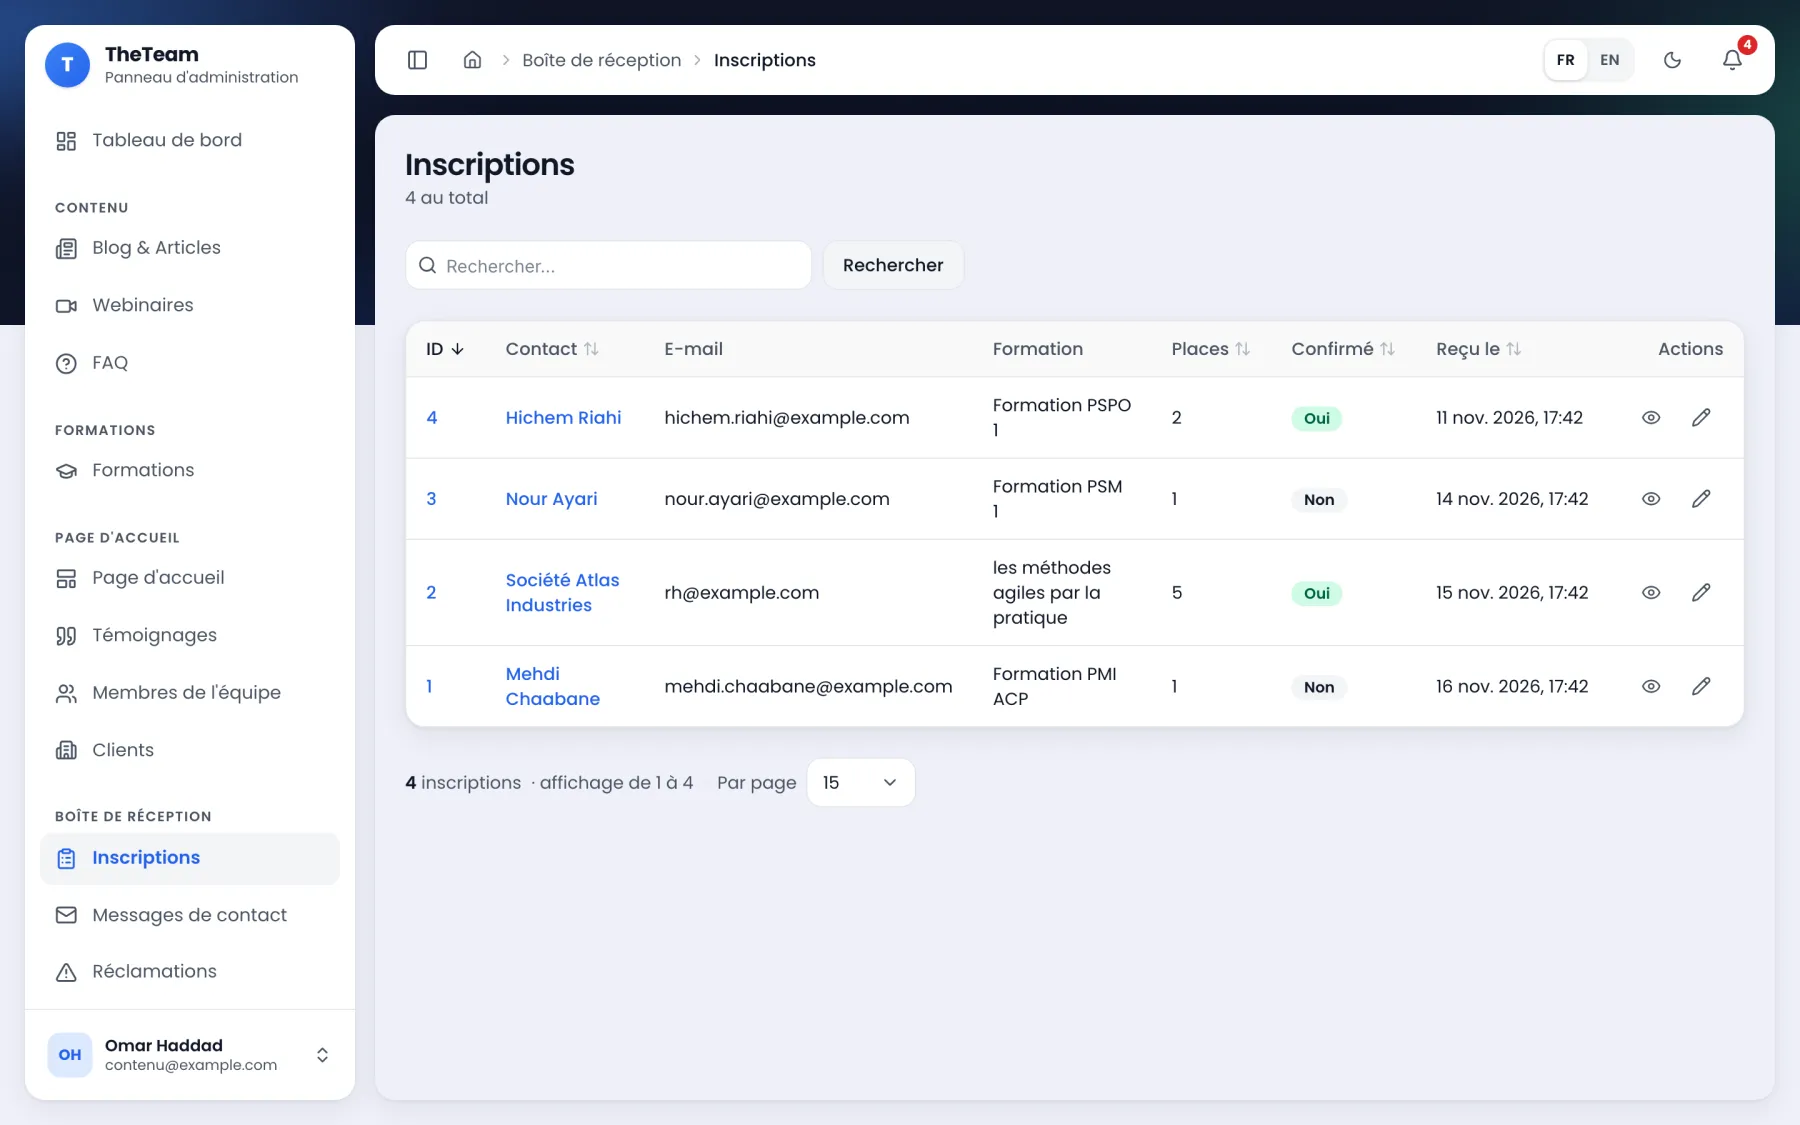 T
TheTeam
Panneau d'administration
Tableau de bord
CONTENU
Blog & Articles
Webinaires
FAQ
FORMATIONS
Formations
PAGE D'ACCUEIL
Page d'accueil
Témoignages
Membres de l'équipe
Clients
BOÎTE DE RÉCEPTION
Inscriptions
Messages de contact
Réclamations
OH
Omar Haddad
contenu@example.com
Boîte de réception
Inscriptions
FR
EN
4
Inscriptions
4 au total
Rechercher...
Rechercher
ID
Contact
E-mail
Formation
Places
Confirmé
Reçu le
Actions
4
Hichem Riahi
hichem.riahi@example.com
Formation PSPO
1
2
Oui
11 nov. 2026, 17:42
3
Nour Ayari
nour.ayari@example.com
Formation PSM
1
1
Non
14 nov. 2026, 17:42
2
Société Atlas
Industries
rh@example.com
les méthodes
agiles par la
pratique
5
Oui
15 nov. 2026, 17:42
1
Mehdi
Chaabane
mehdi.chaabane@example.com
Formation PMI
ACP
1
Non
16 nov. 2026, 17:42
4 inscriptions · affichage de 1 à 4
Par page
15